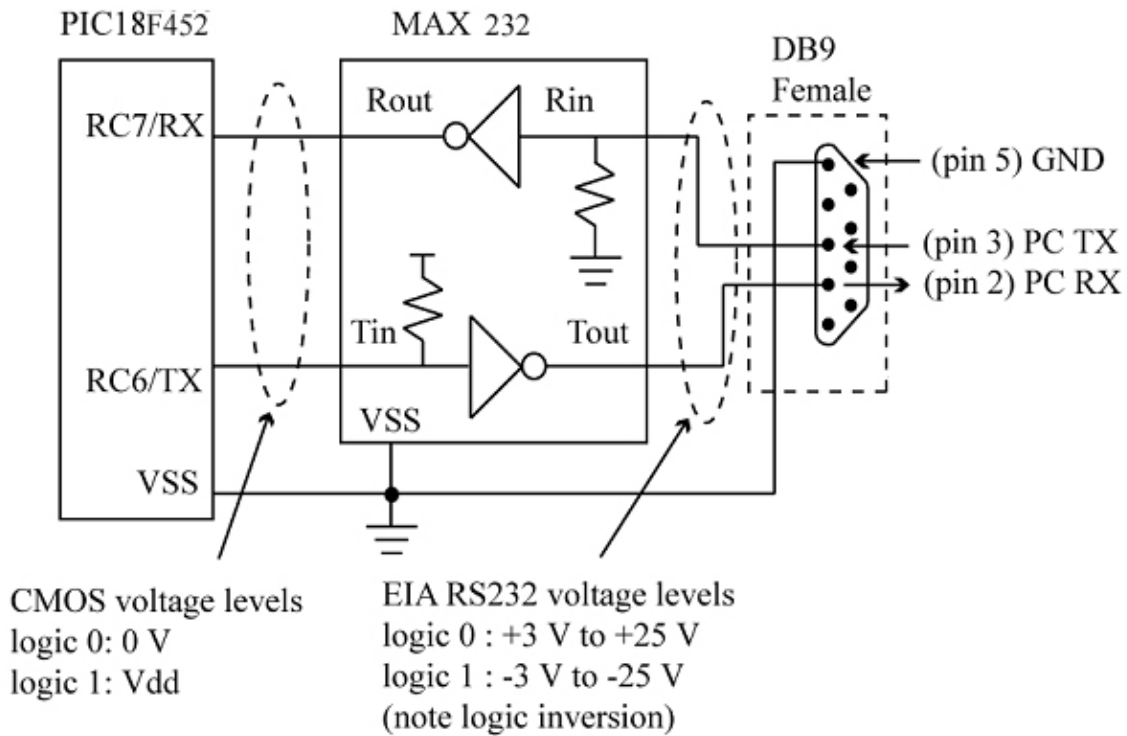 PIC18F452
MAX 232
DB9
Female
RC7/RX
Rout
Rin
(pin 5) GND
(pin 3) PC TX
(pin 2) PC RX
Tin
Tout
RC6/TX
VSS
VSS
CMOS voltage levels
logic 0: 0 V
logic 1: Vdd
EIA RS232 voltage levels
logic 0 : +3 V to +25 V
logic 1 : -3 V to -25 V
(note logic inversion)